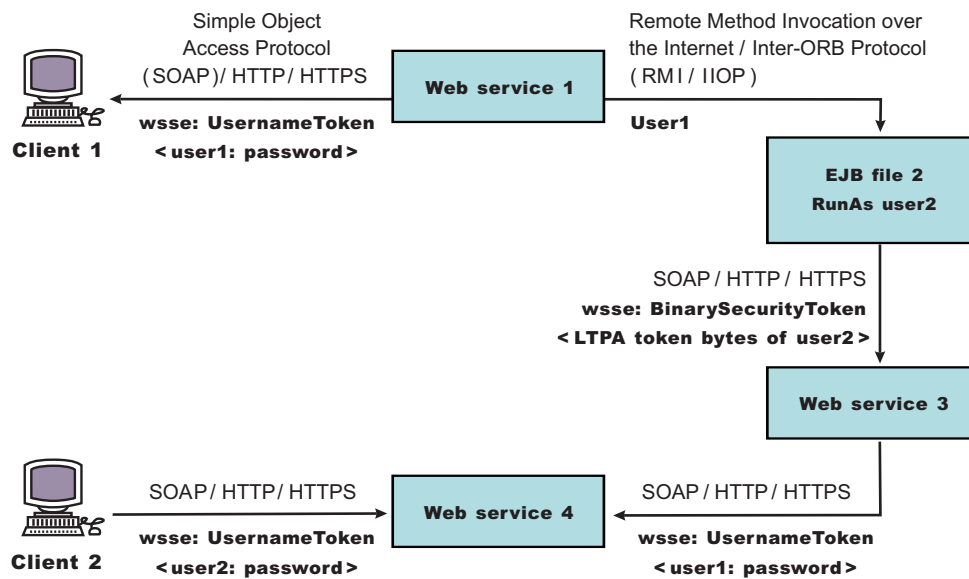 Simple Object
Access Protocol
(SOAP)/ HTTP/ HTTPS
Remote Method Invocation over
the Internet / Inter-ORB Protocol
(RMI / IIOP)
Web service 1
wsse: UsernameToken
<user1: password>
User1
Client 1
EJB file 2
RunAs user2
SOAP / HTTP / HTTPS
wsse: BinarySecurityToken
<LTPA token bytes of user2>
Web service 3
SOAP/ HTTP/ HTTPS
Web service 4
SOAP / HTTP / HTTPS
wsse: UsernameToken
<user2: password>
wsse: UsernameToken
<user1: password>
Client 2